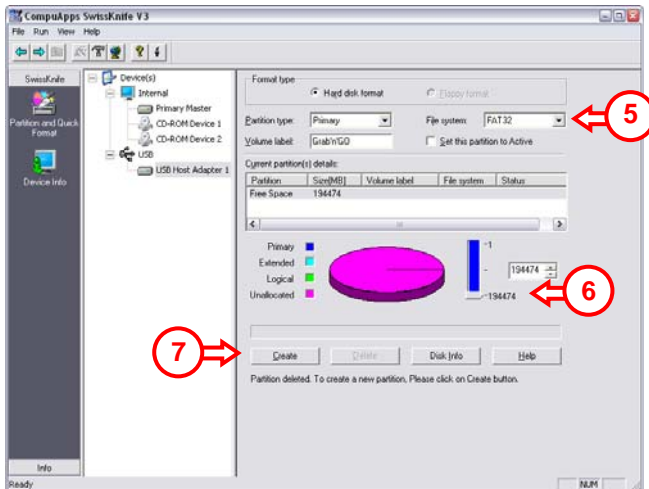 CompuApps SwissKnife V3
File Run View Help
SwissKnife
Partition and Quick Format
Device Info
Info
Device(s)
Internal
Primary Master
CD-ROM Device 1
CD-ROM Device 2
USB
USB Host Adapter 1
Format type
Hard disk format
Floppy format
Partition type: Primary
File system: FAT32
5
Volume label: Grab'n'GO
Set this partition to Active
Current partition(s) details:
Partition Size[MB] Volume label File system Status
Free Space 194474
Primary
Extended
Logical
Unallocated
1
194474
194474
6
7
Create Delete Disk Info Help
Partition deleted. To create a new partition, Please click on Create button.
Ready
NUM